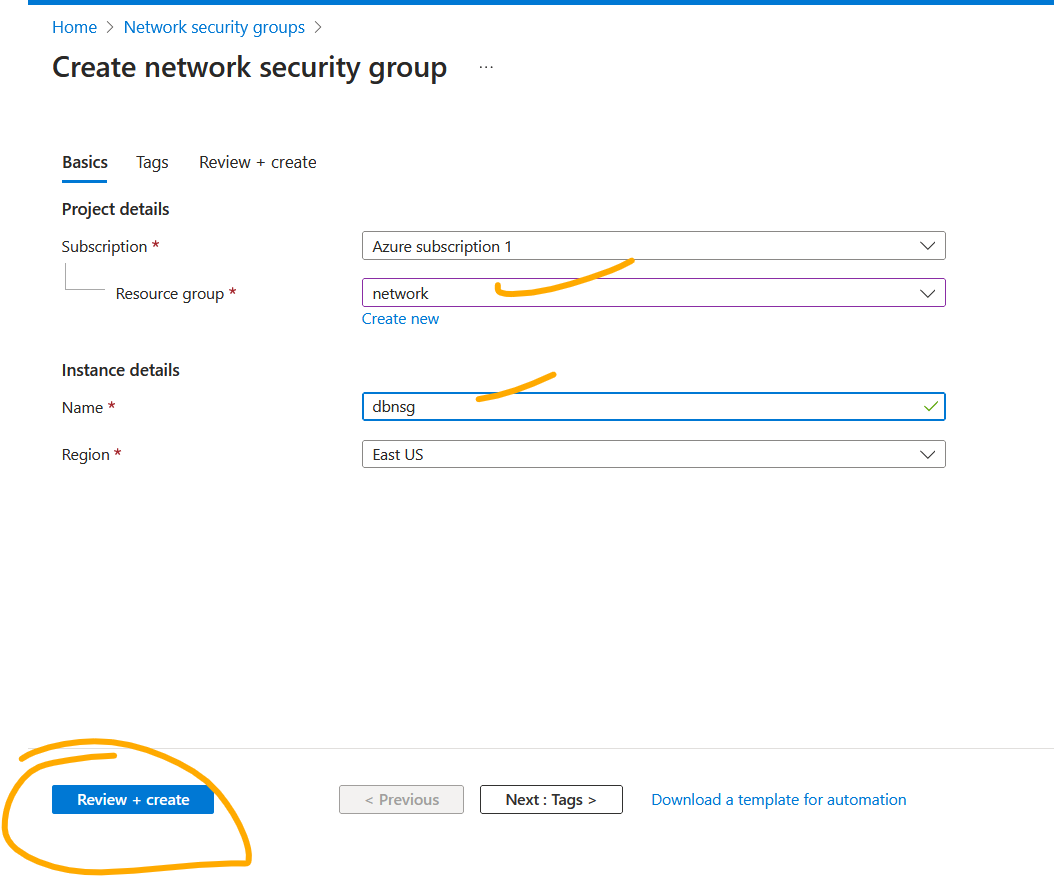 Home > Network security groups >
Create network security group ...
Basics Tags Review + create
Project details
Subscription * Azure subscription 1
Resource group * network
Create new
Instance details
Name * dbnsg
Region * East US
Review + create < Previous Next : Tags > Download a template for automation